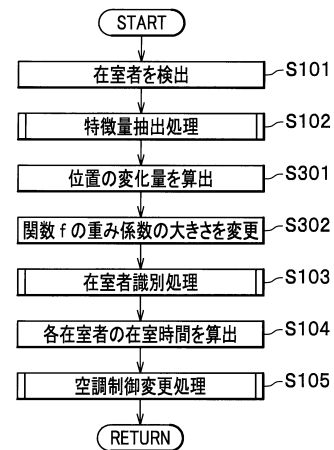 START
在室者を検出 S101
特徴量抽出処理 S102
位置の変化量を算出 S301
関数fの重み係数の大きさを変更 S302
在室者識別処理 S103
各在室者の在室時間を算出 S104
空調制御変更処理 S105
RETURN